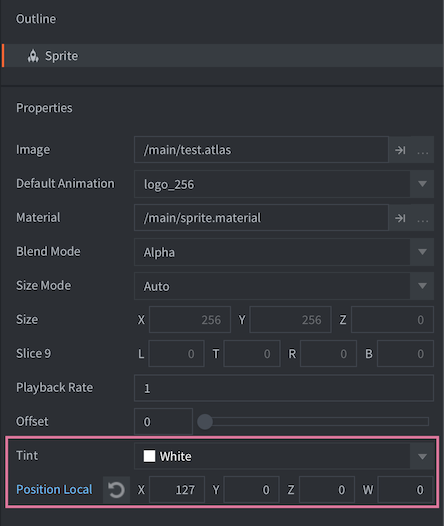 Outline
Sprite
Properties
Image /main/test.atlas ...
Default Animation logo_256
Material /main/sprite.material ...
Blend Mode Alpha
Size Mode Auto
Size X 256 Y 256 Z 0
Slice 9 L 0 T 0 R 0 B 0
Playback Rate 1
Offset 0
Tint White
Position Local X 127 Y 0 Z 0 W 0